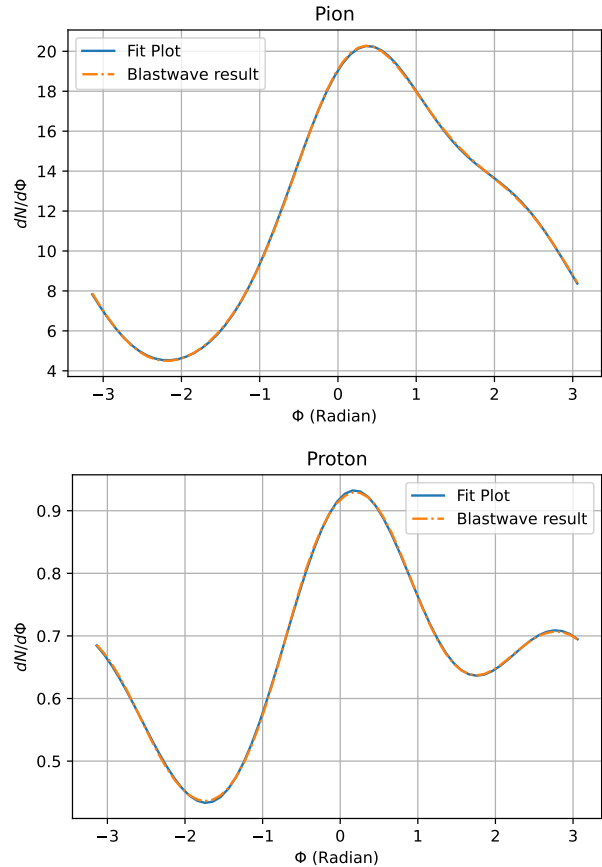 Pion
20
18
16
14
12
10
8
6
4
dN/dΦ
Fit Plot
Blastwave result
−3 −2 −1 0 1 2 3
Φ (Radian)
Proton
0.9
0.8
0.7
0.6
0.5
dN/dΦ
Fit Plot
Blastwave result
−3 −2 −1 0 1 2 3
Φ (Radian)